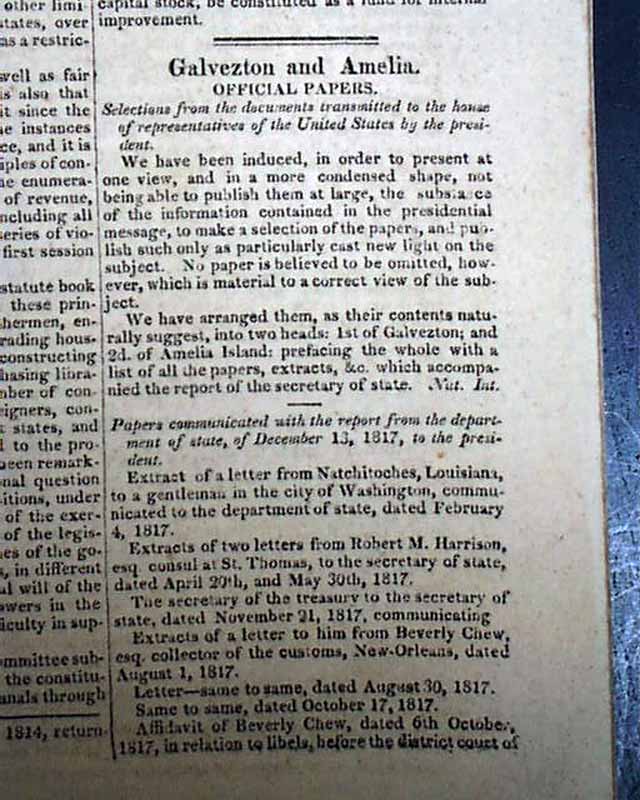 other limi-
states, over
as a restric-
well as fair
is also that
it since the
ne instances
ce, and it is
iples of con-
he enumera-
of revenue,
including all
series of vio-
first session
statute book
these prin-
shermen, en-
rading hous-
constructing
hasing libra-
mber of con-
eigners, con-
states, and
to the pro-
been remark-
nal question
itions, under
of the exer-
of the legis-
es of the go-
s, in different
al will of the
owers in the
ficulty in sup-
mmittee sub-
the constitu-
anals through
1814, return-
capital stock, be constituted as a fund for internal
improvement.
Galvezton and Amelia.
OFFICIAL PAPERS.
Selections from the documents transmitted to the house
of representatives of the United States by the presi-
dent.
We have been induced, in order to present at
one view, and in a more condensed shape, not
being able to publish them at large, the substance
of the information contained in the presidential
message, to make a selection of the papers, and pub-
lish such only as particularly cast new light on the
subject. No paper is believed to be omitted, how-
ever, which is material to a correct view of the sub-
ject.
We have arranged them, as their contents natu-
rally suggest, into two heads: 1st of Galvezton; and
2d. of Amelia Island: prefacing the whole with a
list of all the papers, extracts, &c. which accompa-
nied the report of the secretary of state. Nat. Int.
Papers communicated with the report from the depart-
ment of state, of December 13, 1817, to the presi-
dent.
Extract of a letter from Natchitoches, Louisiana,
to a gentleman in the city of Washington, commu-
nicated to the department of state, dated February
4, 1817.
Extracts of two letters from Robert M. Harrison,
esq. consul at St. Thomas, to the secretary of state,
dated April 20th, and May 30th, 1817.
The secretary of the treasury to the secretary of
state, dated November 21, 1817, communicating
Extracts of a letter to him from Beverly Chew,
esq. collector of the customs, New-Orleans, dated
August 1, 1817.
Letter—same to same, dated August 30, 1817.
Same to same, dated October 17, 1817.
Affidavit of Beverly Chew, dated 6th October,
1817, in relation to libels, before the district court of